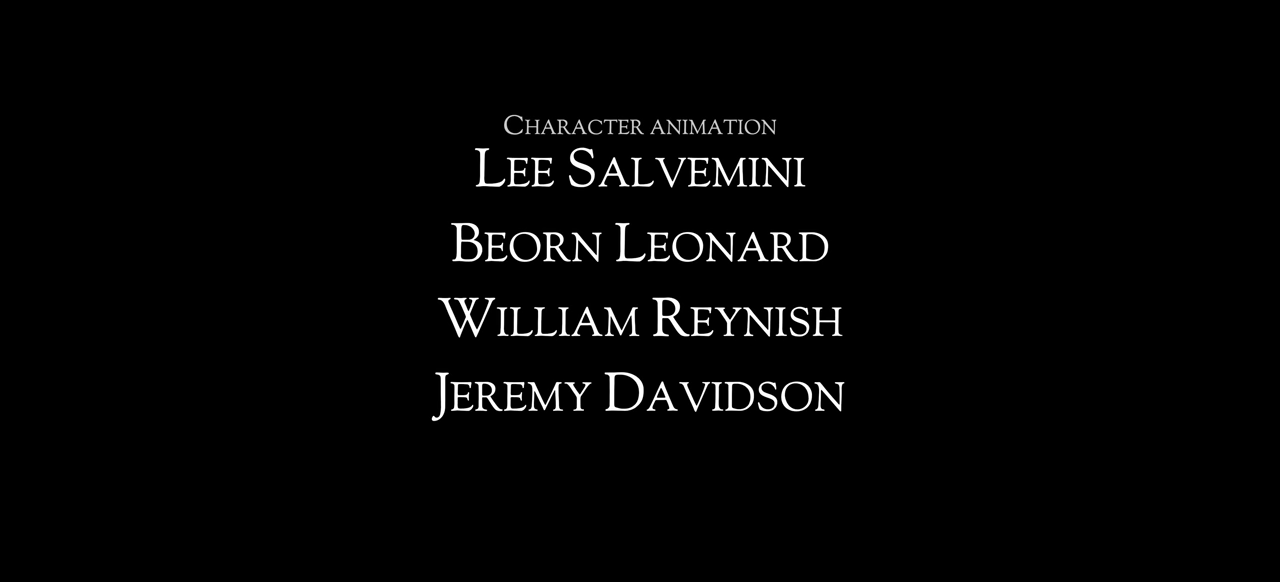 Character animation
Lee Salvemini
Beorn Leonard
William Reynish
Jeremy Davidson